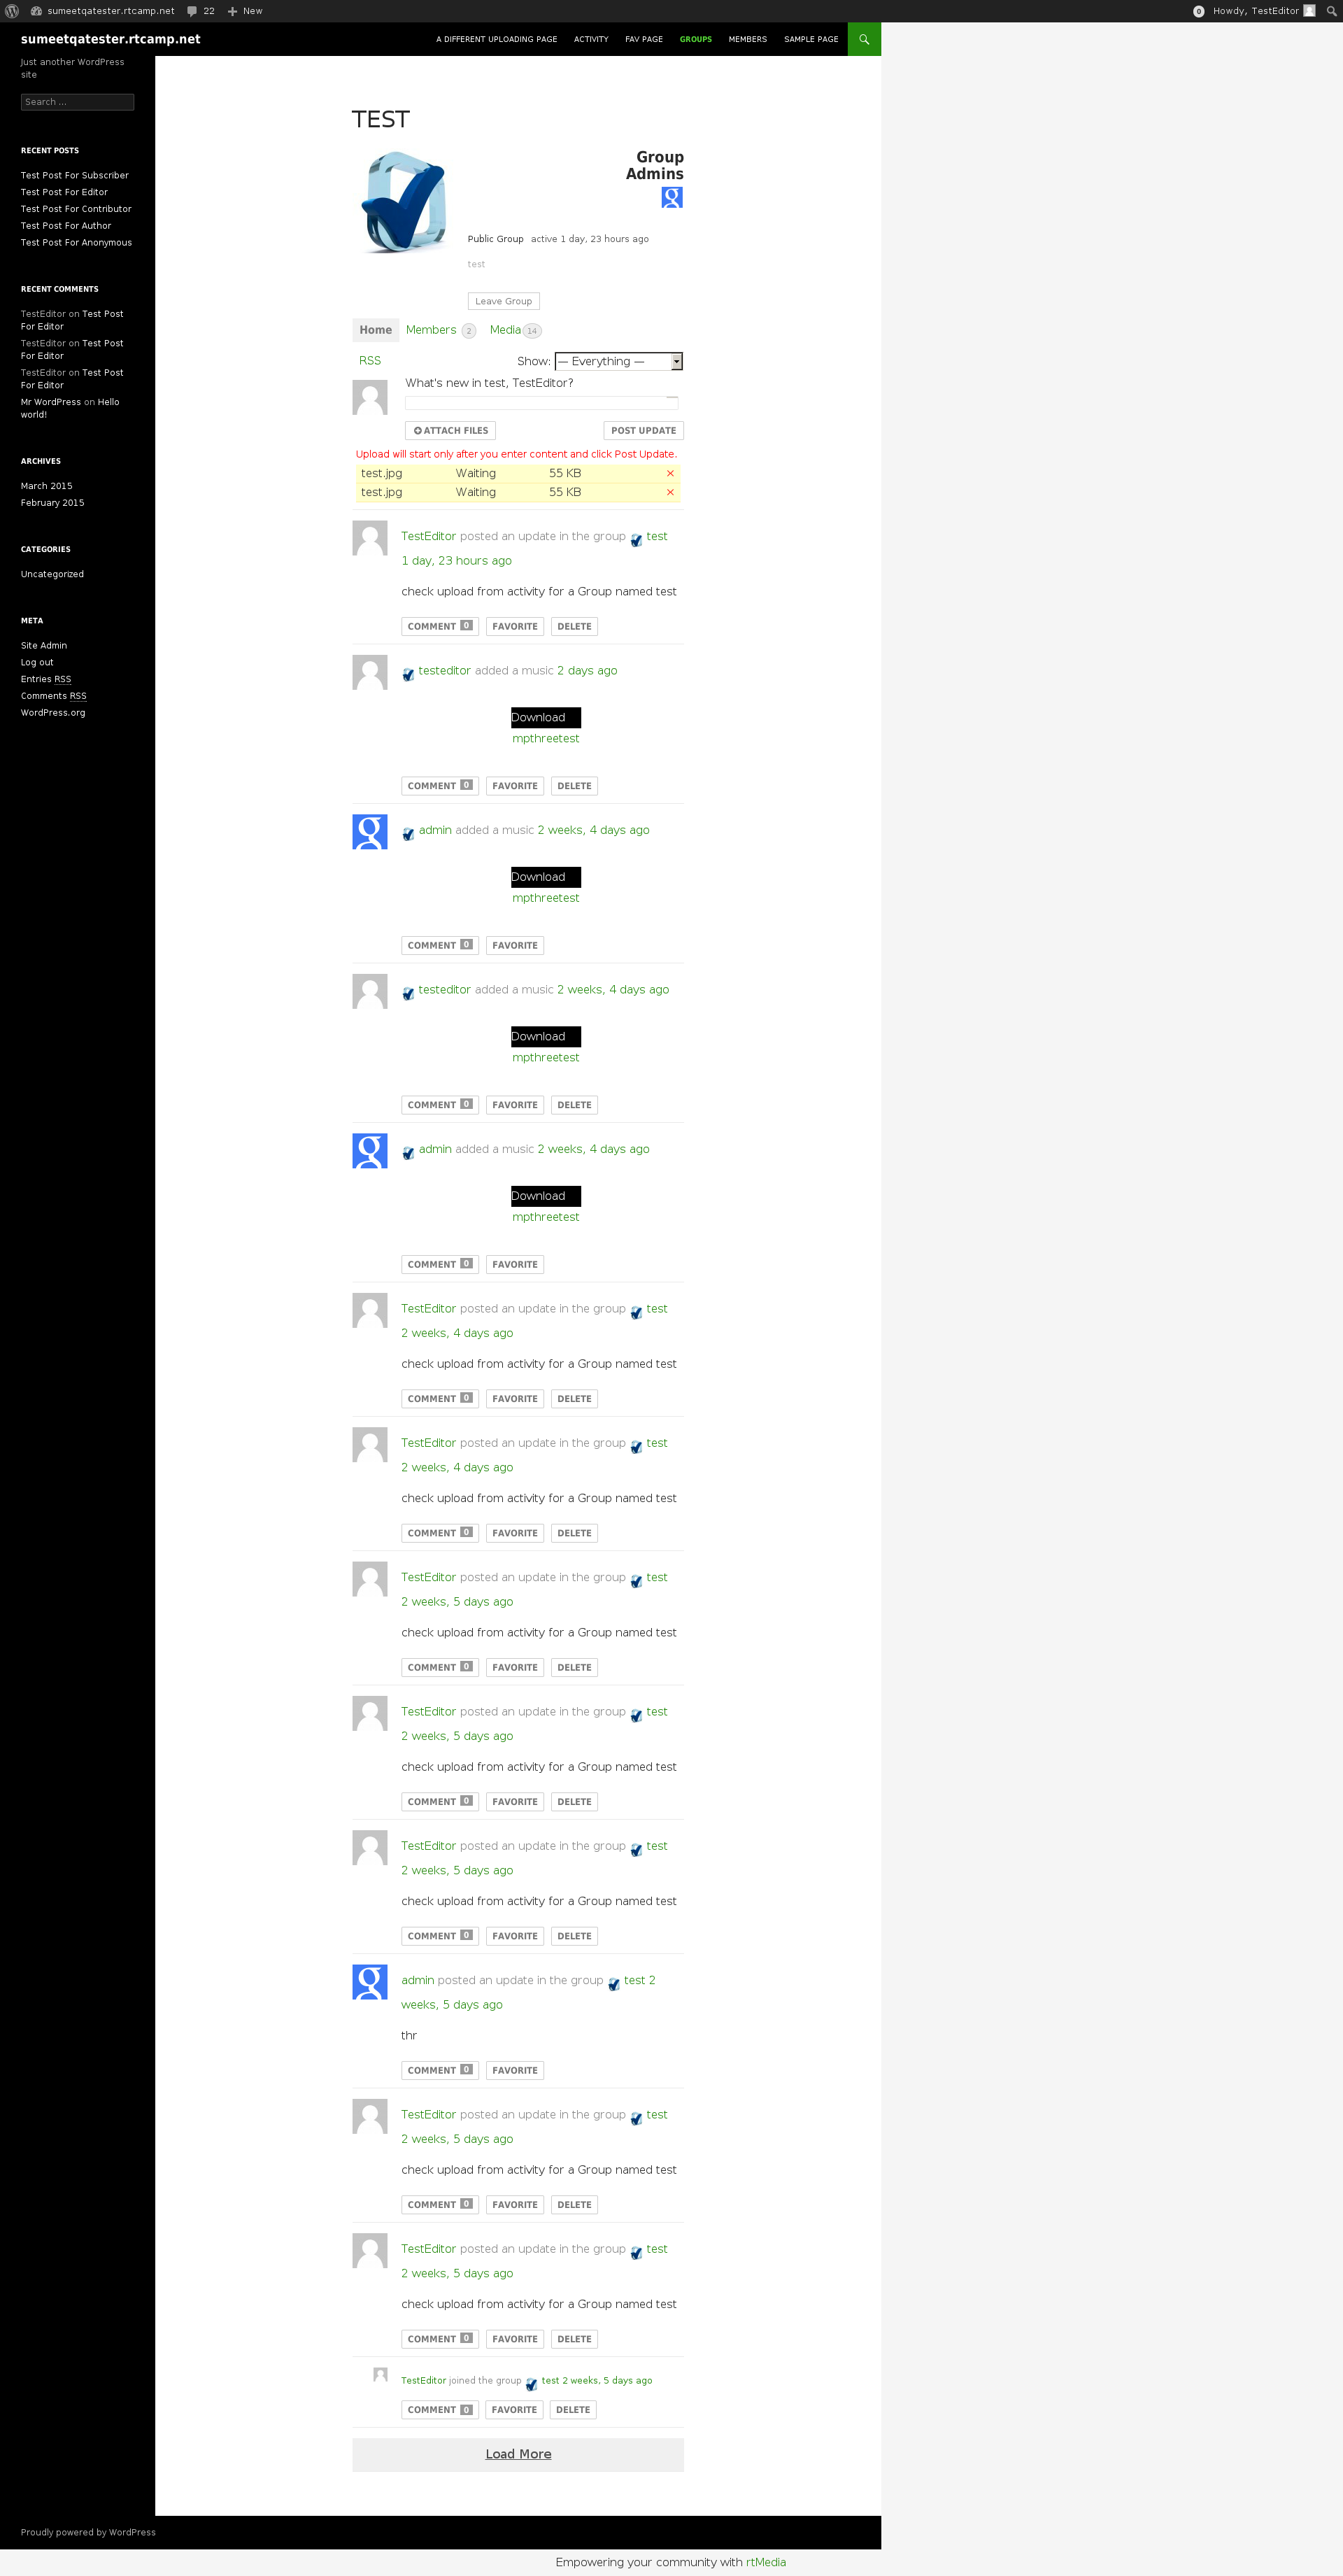 sumeetqatester.rtcamp.net 22 New 0 Howdy, TestEditor
sumeetqatester.rtcamp.net
A DIFFERENT UPLOADING PAGE ACTIVITY FAV PAGE GROUPS MEMBERS SAMPLE PAGE
Just another WordPress
site
Search ...
RECENT POSTS
Test Post For Subscriber
Test Post For Editor
Test Post For Contributor
Test Post For Author
Test Post For Anonymous
RECENT COMMENTS
TestEditor on Test Post
For Editor
TestEditor on Test Post
For Editor
TestEditor on Test Post
For Editor
Mr WordPress on Hello
world!
ARCHIVES
March 2015
February 2015
CATEGORIES
Uncategorized
META
Site Admin
Log out
Entries RSS
Comments RSS
WordPress.org
TEST
Group
Admins
Public Group active 1 day, 23 hours ago
test
Leave Group
Home Members 2 Media 14
RSS Show: — Everything —
What's new in test, TestEditor?
ATTACH FILES POST UPDATE
Upload will start only after you enter content and click Post Update.
test.jpg Waiting 55 KB ×
test.jpg Waiting 55 KB ×
TestEditor posted an update in the group test
1 day, 23 hours ago
check upload from activity for a Group named test
COMMENT 0 FAVORITE DELETE
testeditor added a music 2 days ago
Download
mpthreetest
COMMENT 0 FAVORITE DELETE
admin added a music 2 weeks, 4 days ago
Download
mpthreetest
COMMENT 0 FAVORITE
testeditor added a music 2 weeks, 4 days ago
Download
mpthreetest
COMMENT 0 FAVORITE DELETE
admin added a music 2 weeks, 4 days ago
Download
mpthreetest
COMMENT 0 FAVORITE
TestEditor posted an update in the group test
2 weeks, 4 days ago
check upload from activity for a Group named test
COMMENT 0 FAVORITE DELETE
TestEditor posted an update in the group test
2 weeks, 4 days ago
check upload from activity for a Group named test
COMMENT 0 FAVORITE DELETE
TestEditor posted an update in the group test
2 weeks, 5 days ago
check upload from activity for a Group named test
COMMENT 0 FAVORITE DELETE
TestEditor posted an update in the group test
2 weeks, 5 days ago
check upload from activity for a Group named test
COMMENT 0 FAVORITE DELETE
TestEditor posted an update in the group test
2 weeks, 5 days ago
check upload from activity for a Group named test
COMMENT 0 FAVORITE DELETE
admin posted an update in the group test 2
weeks, 5 days ago
thr
COMMENT 0 FAVORITE
TestEditor posted an update in the group test
2 weeks, 5 days ago
check upload from activity for a Group named test
COMMENT 0 FAVORITE DELETE
TestEditor posted an update in the group test
2 weeks, 5 days ago
check upload from activity for a Group named test
COMMENT 0 FAVORITE DELETE
TestEditor joined the group test 2 weeks, 5 days ago
COMMENT 0 FAVORITE DELETE
Load More
Proudly powered by WordPress
Empowering your community with rtMedia